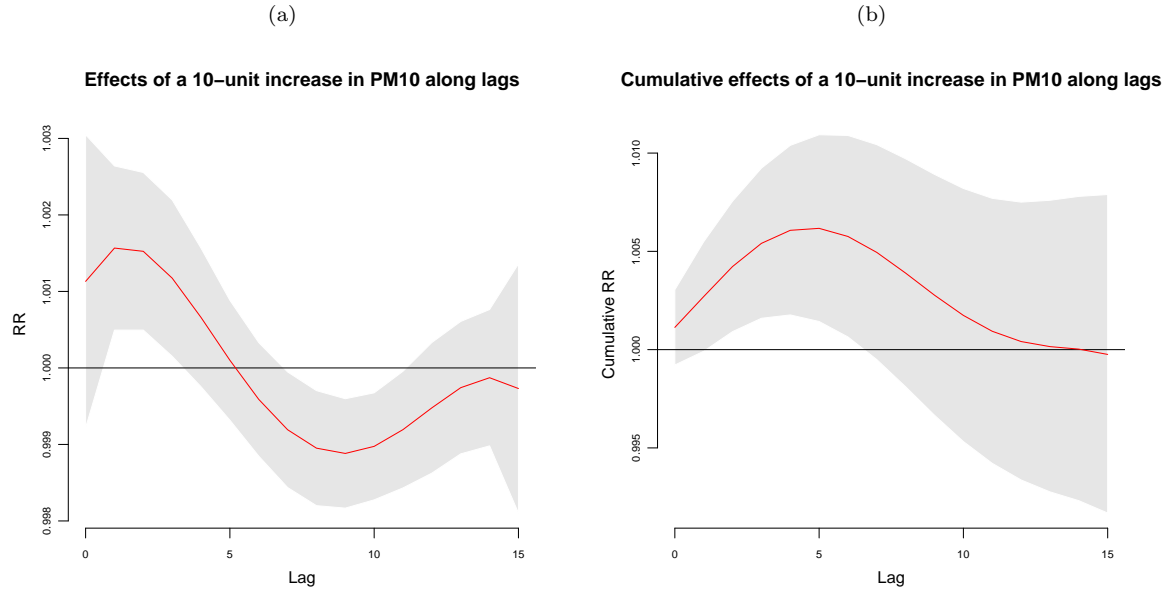 (a)
Effects of a 10−unit increase in PM10 along lags
RR
1.003
1.002
1.001
1.000
0.999
0.998
0 5 10 15
Lag
(b)
Cumulative effects of a 10−unit increase in PM10 along lags
Cumulative RR
1.010
1.005
1.000
0.995
0 5 10 15
Lag